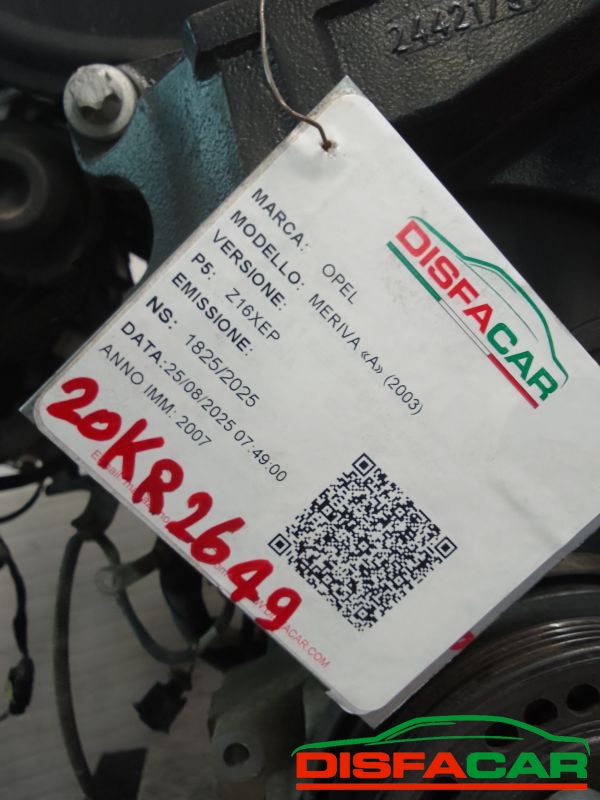 24421
MARCA: OPEL
MODELLO: MERIVA «A» (2003)
VERSIONE:
P5: Z16XEP
EMISSIONE:
NS: 1825/2025
DATA:25/08/2025 07:49:00
ANNO IMM: 2007
DISFACAR
20KR2649
DISFACAR